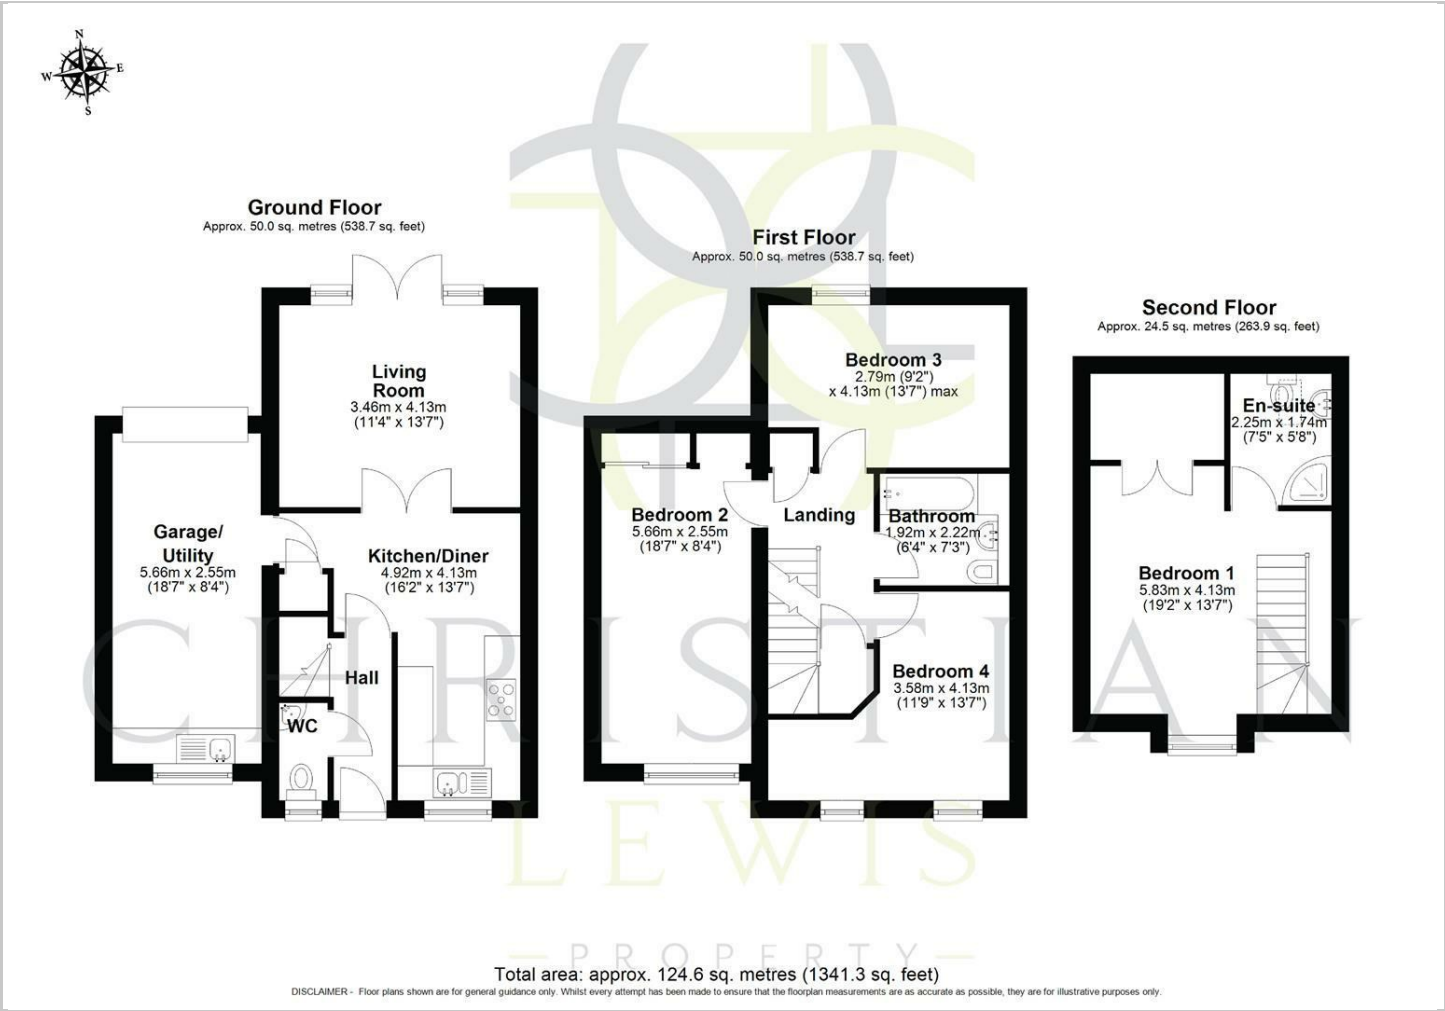 N
W E
S
Ground Floor
Approx. 50.0 sq. metres (538.7 sq. feet)
Living
Room
3.46m x 4.13m
(11'4" x 13'7")
Garage/
Utility
5.66m x 2.55m
(18'7" x 8'4")
Kitchen/Diner
4.92m x 4.13m
(16'2" x 13'7")
Hall
WC
First Floor
Approx. 50.0 sq. metres (538.7 sq. feet)
Bedroom 3
2.79m (9'2")
x 4.13m (13'7") max
Bedroom 2
5.66m x 2.55m
(18'7" x 8'4")
Landing
Bathroom
1.92m x 2.22m
(6'4" x 7'3")
Bedroom 4
3.58m x 4.13m
(11'9" x 13'7")
Second Floor
Approx. 24.5 sq. metres (263.9 sq. feet)
En-suite
2.25m x 1.74m
(7'5" x 5'8")
Bedroom 1
5.83m x 4.13m
(19'2" x 13'7")
CHRISTIAN
LEWIS
PROPERTY
Total area: approx. 124.6 sq. metres (1341.3 sq. feet)
DISCLAIMER - Floor plans shown are for general guidance only. Whilst every attempt has been made to ensure that the floorplan measurements are as accurate as possible, they are for illustrative purposes only.